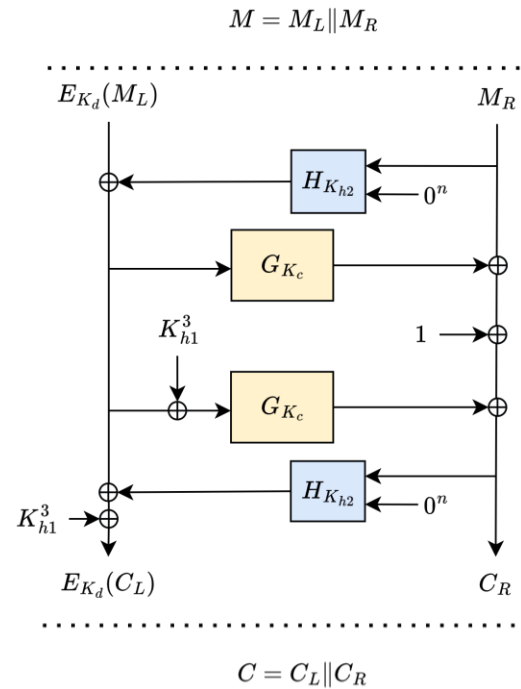 M = M_L∥M_R
E_{K_d}(M_L)
M_R
H_{K_{h2}}
0^n
G_{K_c}
K_{h1}^3
1
G_{K_c}
H_{K_{h2}}
0^n
K_{h1}^3
E_{K_d}(C_L)
C_R
C = C_L∥C_R